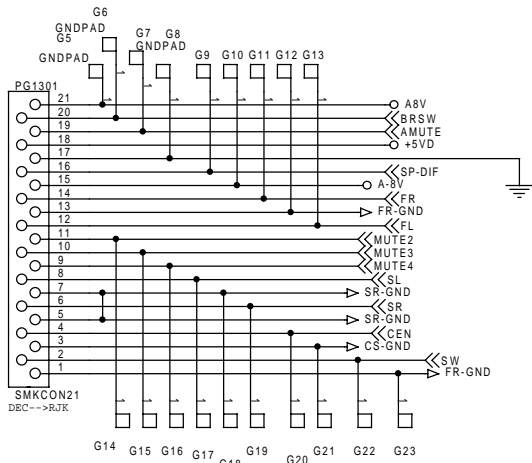 G6
GNDPAD
G5
GNDPAD
G7
GNDPAD
G8
G9 G10 G11 G12 G13
PG1301
21 A8V
20 BRSW
19 AMUTE
18 +5VD
17
16 SP-DIF
15 A-8V
14 FR
13 FR-GND
12 FL
11 MUTE2
10 MUTE3
9 MUTE4
8 SL
7 SR-GND
6 SR
5 SR-GND
4 CEN
3 CS-GND
2 SW
1 FR-GND
SMKCON21
DEC-->RJK
G14 G15 G16 G17 G18 G19 G20 G21 G22 G23